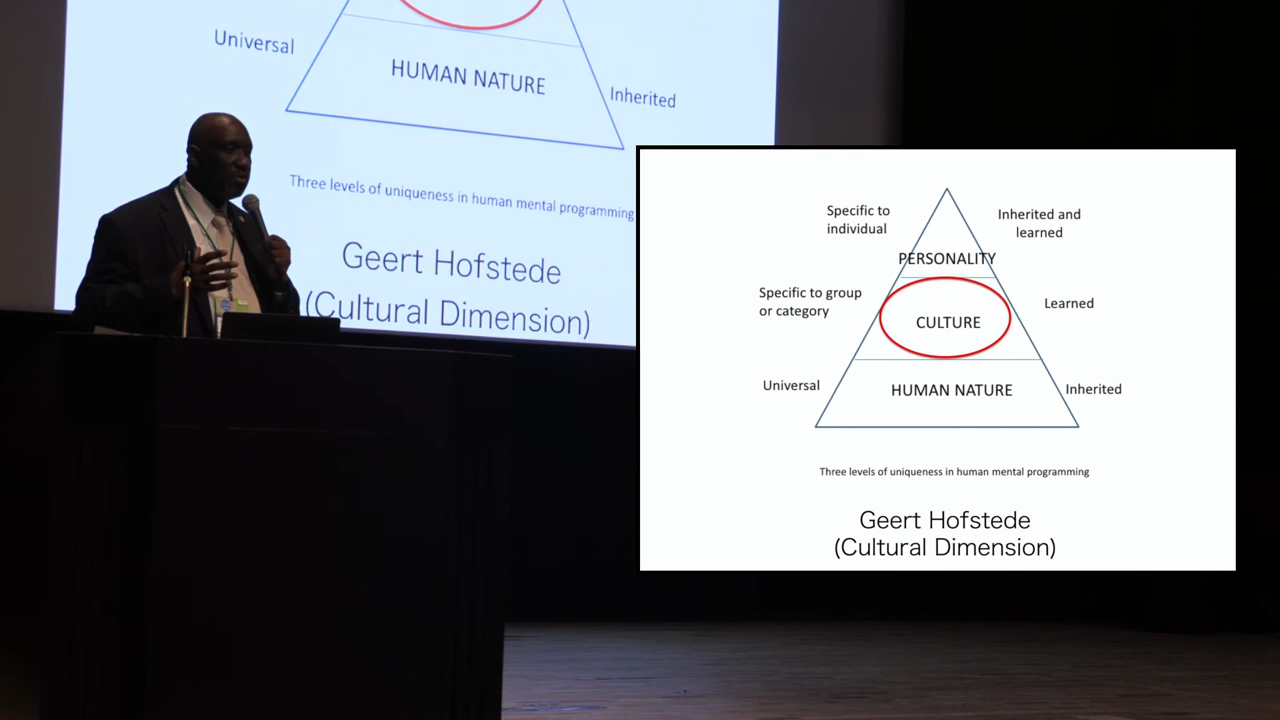 Universal
HUMAN NATURE
Inherited
Three levels of uniqueness in human mental programming
Geert Hofstede
(Cultural Dimension)
Specific to
individual
Inherited and
learned
PERSONALITY
Specific to group
or category
Learned
CULTURE
Universal
HUMAN NATURE
Inherited
Three levels of uniqueness in human mental programming
Geert Hofstede
(Cultural Dimension)